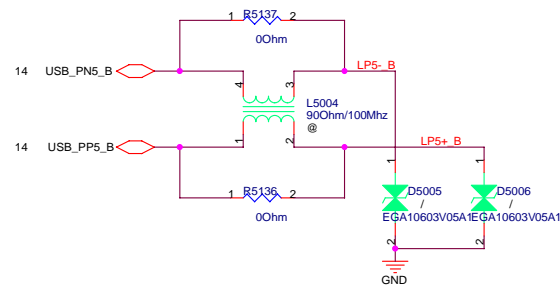 R5137
1 2
0Ohm
14 USB_PN5_B
LP5-_B
4 3
L5004
90Ohm/100Mhz
@
1 2
14 USB_PP5_B
LP5+_B
R5136
1 2
0Ohm
1 1
D5005 D5006
/ /
EGA10603V05A1 EGA10603V05A1
2 2
GND